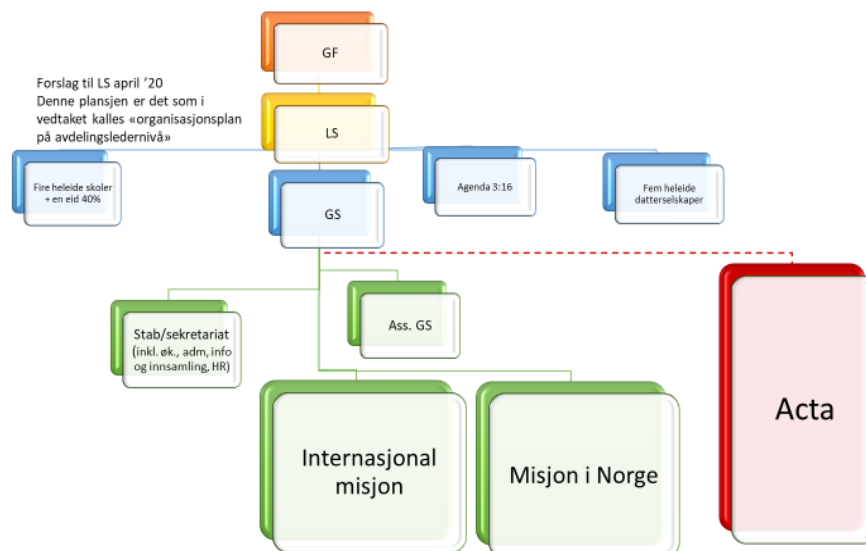 GF
Forslag til LS april ’20
Denne plansjen er det som i
vedtaket kalles «organisasjonsplan
på avdelingsledernivå»
LS
Fire heleide skoler
+ en eid 40%
GS
Agenda 3:16
Fem heleide
datterselskaper
Stab/sekretariat
(inkl. øk., adm, info
og innsamling, HR)
Ass. GS
Internasjonal
misjon
Misjon i Norge
Acta